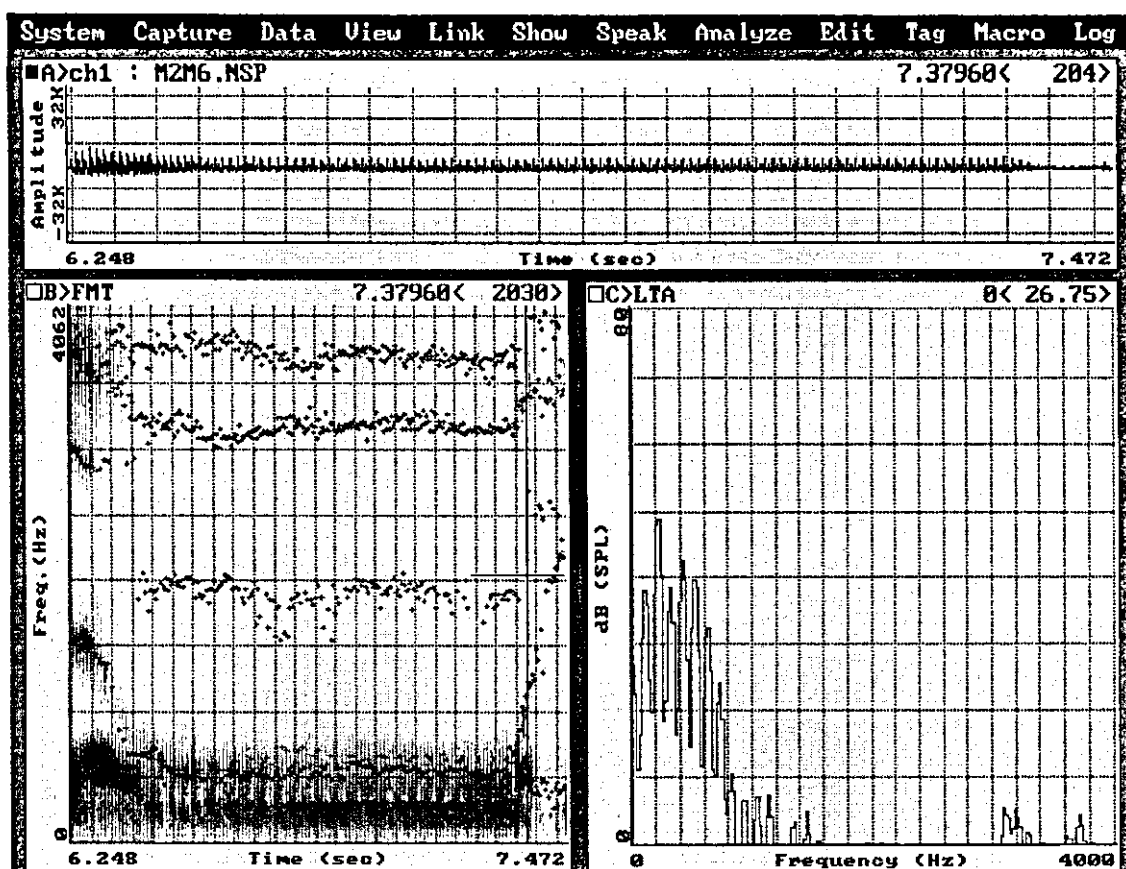 System Capture Data View Link Show Speak Analyze Edit Tag Macro Log
■A>ch1 : M2M6.NSP 7.37960< 204>
32K
Amplitude
-32K
6.248 Time (sec) 7.472
□B>FMT 7.37960< 2030>
4062
Freq.(Hz)
0
6.248 Time (sec) 7.472
□C>LTA 0< 26.75>
80
dB (SPL)
0
0 Frequency (Hz) 4000